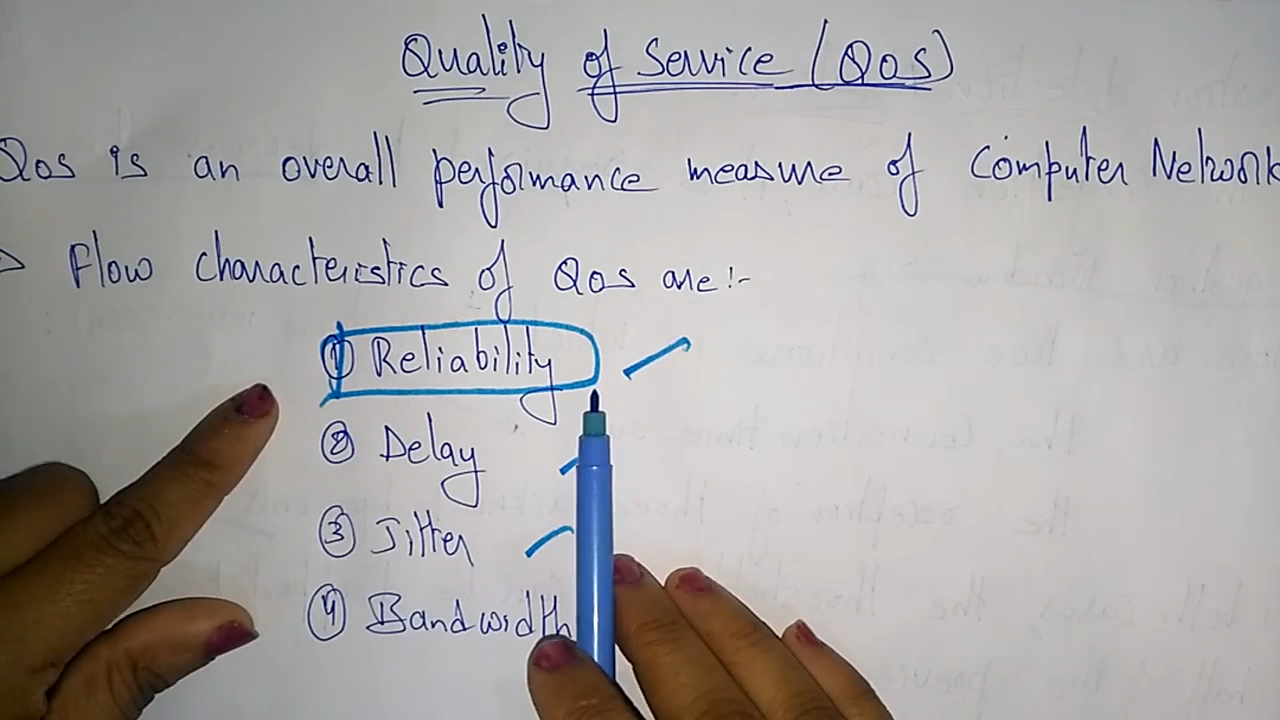 Quality of Service (QoS)
Qos is an overall performance measure of Computer Network
> Flow characteristics of QoS are:-
① Reliability
② Delay
③ Jitter
④ Bandwidth